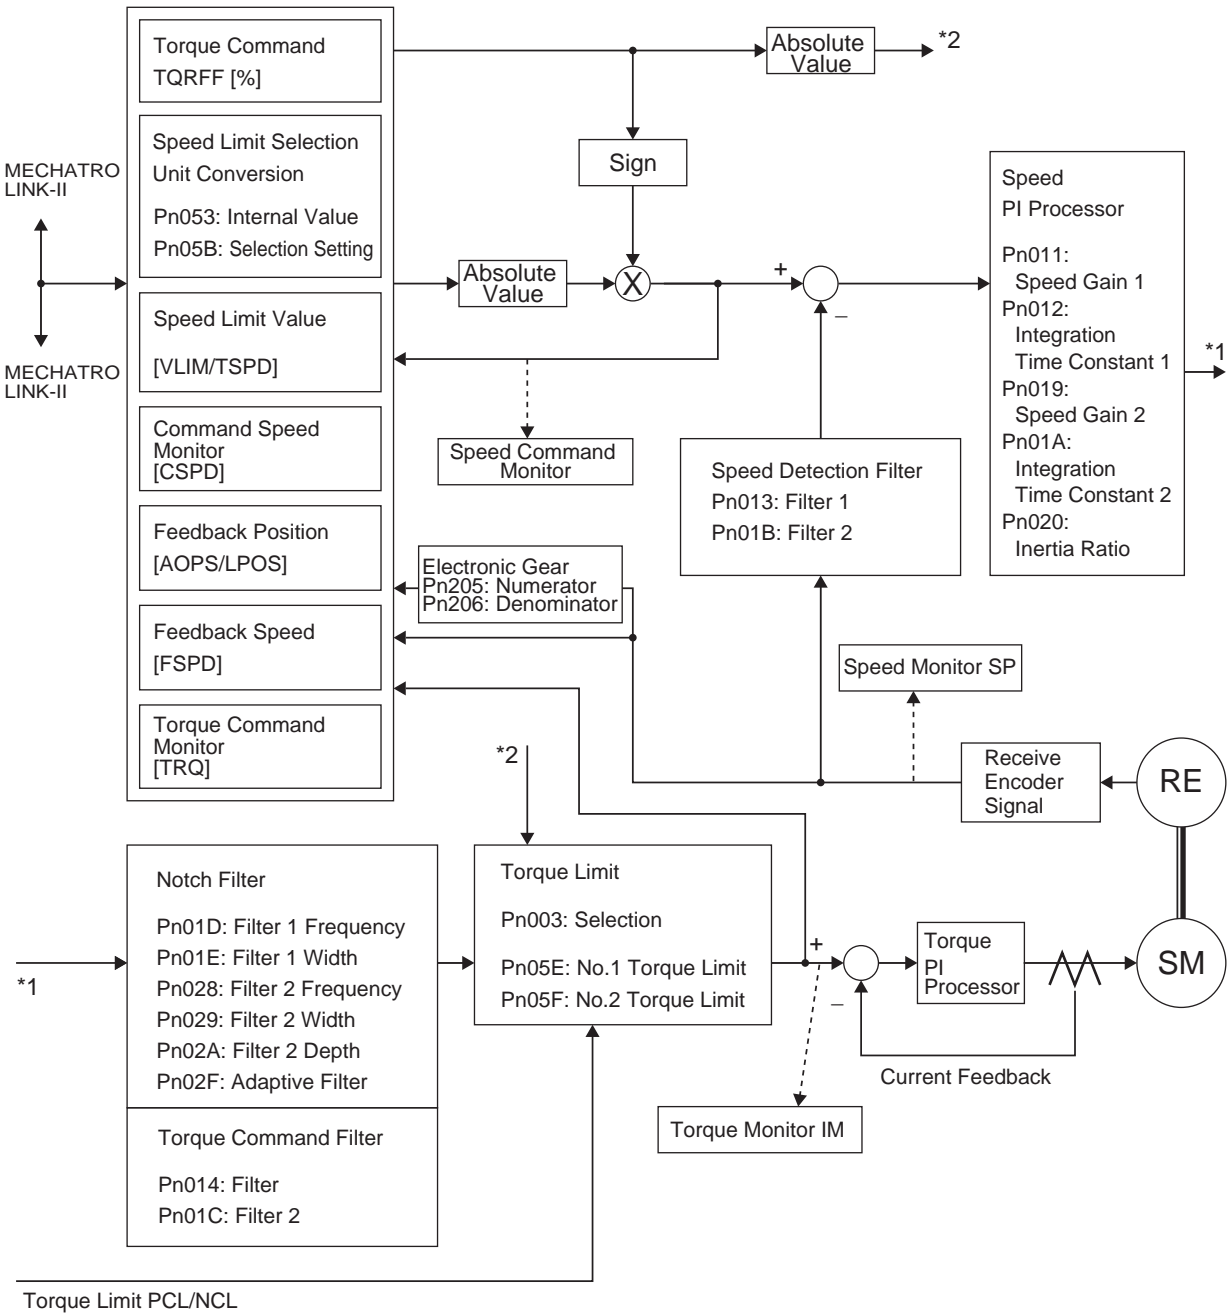 Torque Command
TQRFF [%]
Absolute
Value
*2
MECHATRO
LINK-II
Speed Limit Selection
Unit Conversion
Pn053: Internal Value
Pn05B: Selection Setting
Sign
Absolute
Value
X
+
−
Speed
PI Processor
Pn011:
Speed Gain 1
Pn012:
Integration
Time Constant 1
Pn019:
Speed Gain 2
Pn01A:
Integration
Time Constant 2
Pn020:
Inertia Ratio
*1
MECHATRO
LINK-II
Speed Limit Value
[VLIM/TSPD]
Command Speed
Monitor
[CSPD]
Speed Command
Monitor
Speed Detection Filter
Pn013: Filter 1
Pn01B: Filter 2
Feedback Position
[AOPS/LPOS]
Electronic Gear
Pn205: Numerator
Pn206: Denominator
Feedback Speed
[FSPD]
Speed Monitor SP
Torque Command
Monitor
[TRQ]
*2
Receive
Encoder
Signal
RE
*1
Notch Filter
Pn01D: Filter 1 Frequency
Pn01E: Filter 1 Width
Pn028: Filter 2 Frequency
Pn029: Filter 2 Width
Pn02A: Filter 2 Depth
Pn02F: Adaptive Filter
Torque Limit
Pn003: Selection
Pn05E: No.1 Torque Limit
Pn05F: No.2 Torque Limit
+
−
Torque
PI
Processor
SM
Current Feedback
Torque Monitor IM
Torque Command Filter
Pn014: Filter
Pn01C: Filter 2
Torque Limit PCL/NCL